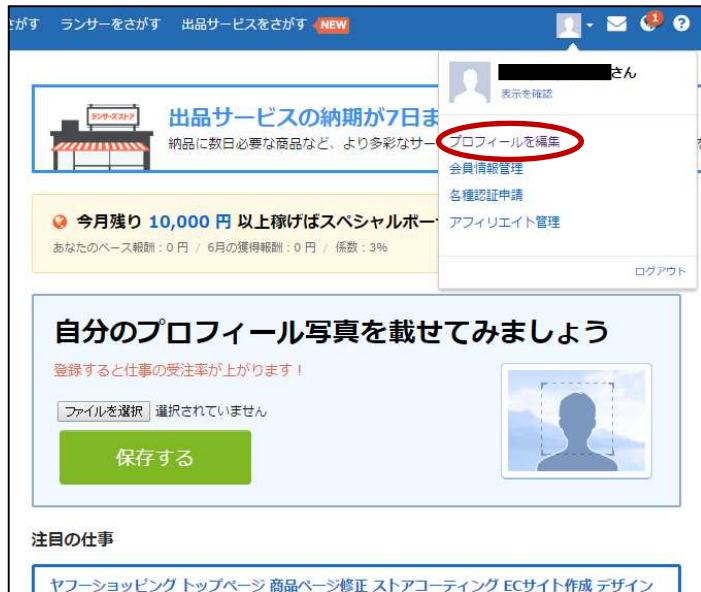 がす ランサーをさがす 出品サービスをさがす NEW
1
?
さん
表示を確認
プロフィールを編集
会員情報管理
各種認証申請
アフィリエイト管理
ログアウト
ランサーズストア
出品サービスの納期が7日ま
納品に数日必要な商品など、より多彩なサー
今月残り 10,000 円 以上稼げばスペシャルボー
あなたのベース報酬：0 円 / 6月の獲得報酬：0 円 / 係数：3%
自分のプロフィール写真を載せてみましょう
登録すると仕事の受注率が上がります！
ファイルを選択 選択されていません
保存する
注目の仕事
ヤフーショッピング トップページ 商品ページ修正 ストアコーティング ECサイト作成 デザイン